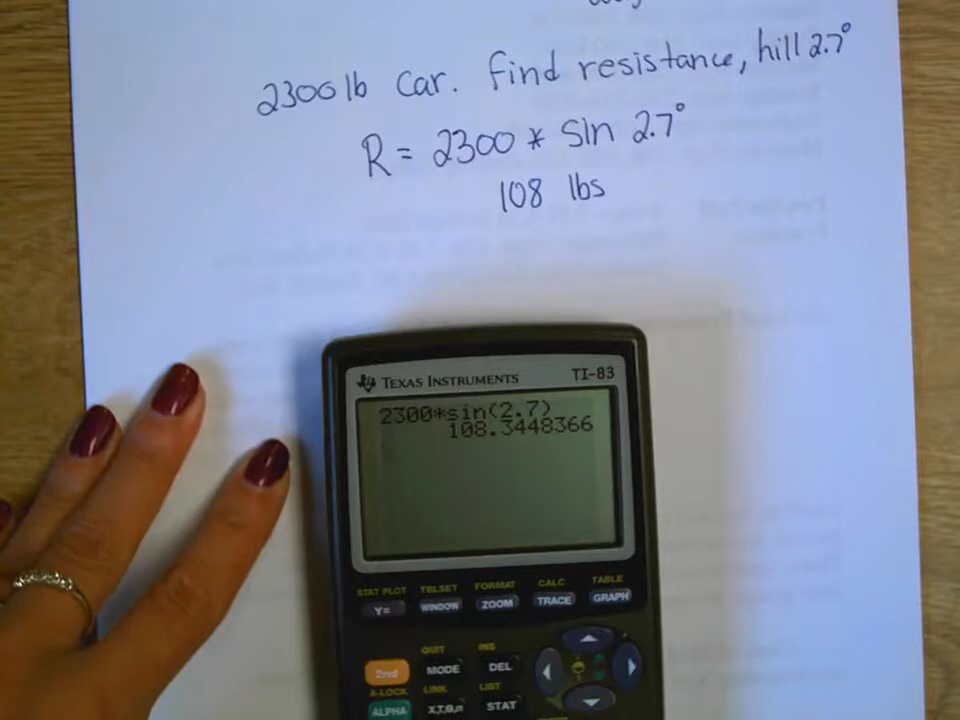 2300 lb car. Find resistance, hill 2.7°
R = 2300 * sin 2.7°
108 lbs
TEXAS INSTRUMENTS TI-83
2300*sin(2.7)
108.3448366
STAT PLOT TBLSET FORMAT CALC TABLE
Y= WINDOW ZOOM TRACE GRAPH
QUIT INS
2nd MODE DEL
A-LOCK LINK LIST
ALPHA X,T,θ,n STAT